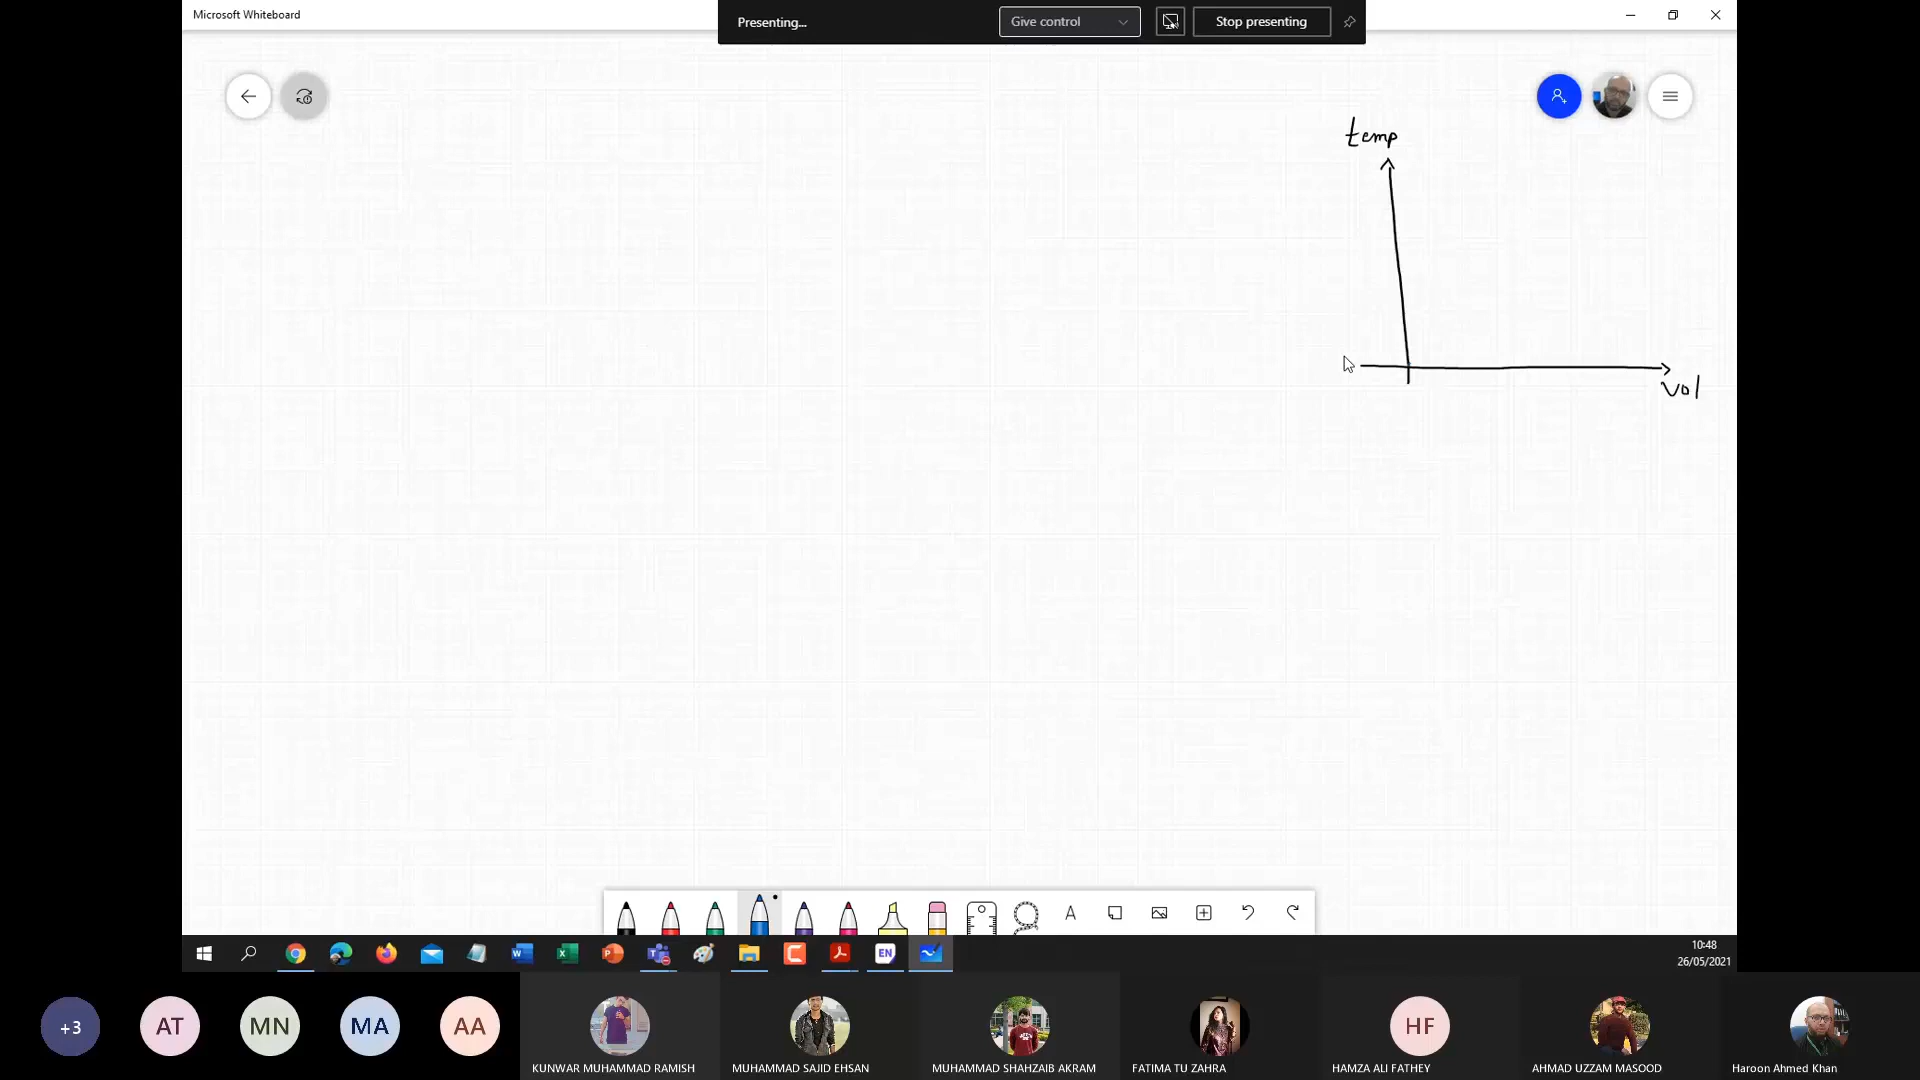 Microsoft Whiteboard
Presenting...
Give control
Stop presenting
temp
vol
A
W
X
P
T
EN
10:48
26/05/2021
+3
AT
MN
MA
AA
HF
KUNWAR MUHAMMAD RAMISH
MUHAMMAD SAJID EHSAN
MUHAMMAD SHAHZAIB AKRAM
FATIMA TU ZAHRA
HAMZA ALI FATHEY
AHMAD UZZAM MASOOD
Haroon Ahmed Khan